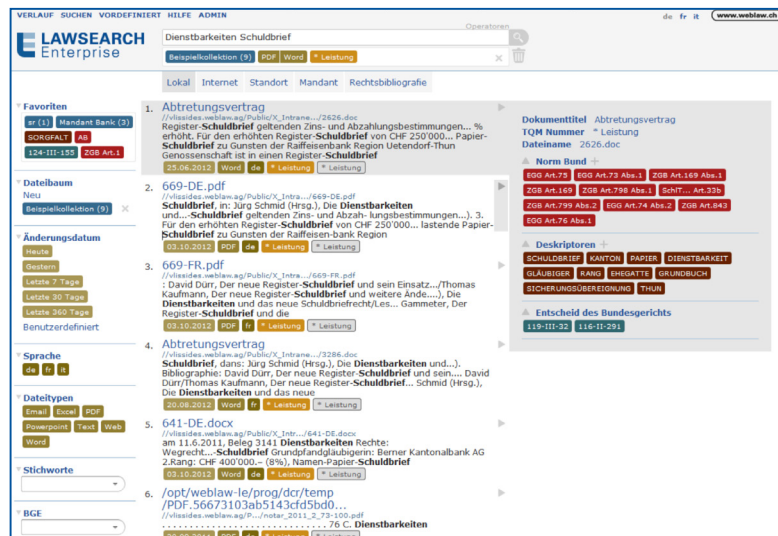 VERLAUF SUCHEN VORDEFINIERT HILFE ADMIN
de fr it www.weblaw.ch
LAWSEARCH
Enterprise
Operatoren
Dienstbarkeiten Schuldbrief
Beispielkollektion (9) PDF Word * Leistung
Lokal Internet Standort Mandant Rechtsbibliografie
Favoriten
sr (1) Mandant Bank (3)
SORGFALT AB
124-III-155 ZGB Art.1
Dateibaum
Neu
Beispielkollektion (9)
Änderungsdatum
Heute
Gestern
Letzte 7 Tage
Letzte 30 Tage
Letzte 360 Tage
Benutzerdefiniert
Sprache
de fr it
Dateitypen
Email Excel PDF
Powerpoint Text Web
Word
Stichworte
BGE
1. Abtretungsvertrag
//vlissides.weblaw.ag/Public/X_Intrane.../2626.doc
Register-Schuldbrief geltenden Zins- und Abzahlungsbestimmungen... %
erhöht. Für den erhöhten Register-Schuldbrief von CHF 250'000... Papier-
Schuldbrief zu Gunsten der Raiffeisenbank Region Uetendorf-Thun
Genossenschaft ist in einen Register-Schuldbrief
25.06.2012 Word de * Leistung * Leistung
2. 669-DE.pdf
//vlissides.weblaw.ag/Public/X_Intra.../669-DE.pdf
Schuldbrief, in: Jürg Schmid (Hrsg.), Die Dienstbarkeiten
und...-Schuldbrief geltenden Zins- und Abzah- lungsbestimmungen...). 3.
Für den erhöhten Register-Schuldbrief von CHF 250'000... lastende Papier-
Schuldbrief zu Gunsten der Raiffeisen-bank Region
03.10.2012 PDF de * Leistung * Leistung
3. 669-FR.pdf
//vlissides.weblaw.ag/Public/X_Intra.../669-FR.pdf
: David Dürr, Der neue Register-Schuldbrief und sein Einsatz.../Thomas
Kaufmann, Der neue Register-Schuldbrief und weitere Ände....), Die
Dienstbarkeiten und das neue Schuldbriefrecht/Les... Gammeter, Der
Register-Schuldbrief und die
03.10.2012 PDF fr * Leistung * Leistung
4. Abtretungsvertrag
//vlissides.weblaw.ag/Public/X_Intrane.../3286.doc
Schuldbrief, dans: Jürg Schmid (Hrsg.), Die Dienstbarkeiten und...).
Bibliographie: David Dürr, Der neue Register-Schuldbrief und sein.... David
Dürr/Thomas Kaufmann, Der neue Register-Schuldbrief... Schmid (Hrsg.),
Die Dienstbarkeiten und das neue
20.06.2012 Word fr * Leistung * Leistung
5. 641-DE.docx
//vlissides.weblaw.ag/Public/X_Intr.../641-DE.docx
am 11.6.2011, Beleg 3141 Dienstbarkeiten Rechte:
Wegrecht...-Schuldbrief Grundpfandgläubigerin: Berner Kantonalbank AG
2.Rang: CHF 400'000.– (8%), Namen-Papier-Schuldbrief
03.10.2012 Word de * Leistung * Leistung
6. /opt/weblaw-le/prog/dcr/temp
/PDF.56673103ab5143cfd5bd0...
//vlissides.weblaw.ag/P.../notar_2011_2_73-100.pdf
. . . . . . . . . . . . . . . . . . . . . . . . . . 76 C. Dienstbarkeiten
PDF de * Leistung * Leistung
Dokumenttitel Abtretungsvertrag
TQM Nummer * Leistung
Dateiname 2626.doc
Norm Bund
EGG Art.75 EGG Art.73 Abs.1 ZGB Art.169 Abs.1
ZGB Art.169 ZGB Art.798 Abs.1 SchlT... Art.33b
ZGB Art.799 Abs.2 EGG Art.74 Abs.2 ZGB Art.843
EGG Art.76 Abs.1
Deskriptoren
SCHULDBRIEF KANTON PAPIER DIENSTBARKEIT
GLÄUBIGER RANG EHEGATTE GRUNDBUCH
SICHERUNGSÜBEREIGNUNG THUN
Entscheid des Bundesgerichts
119-III-32 116-II-291